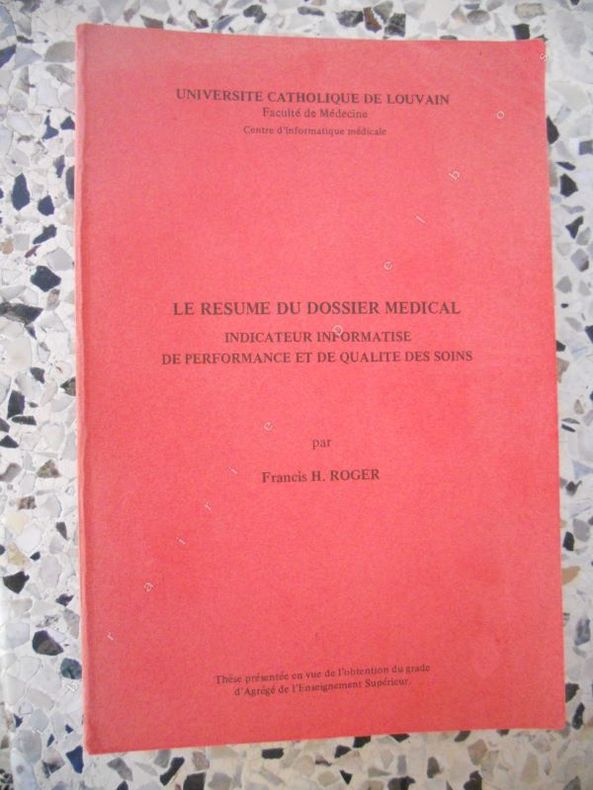 UNIVERSITE CATHOLIQUE DE LOUVAIN
Faculté de Médecine
Centre d'informatique médicale
LE RESUME DU DOSSIER MEDICAL
INDICATEUR INFORMATISE
DE PERFORMANCE ET DE QUALITE DES SOINS
par
Francis H. ROGER
Thèse présentée en vue de l'obtention du grade
d'Agrégé de l'Enseignement Supérieur.